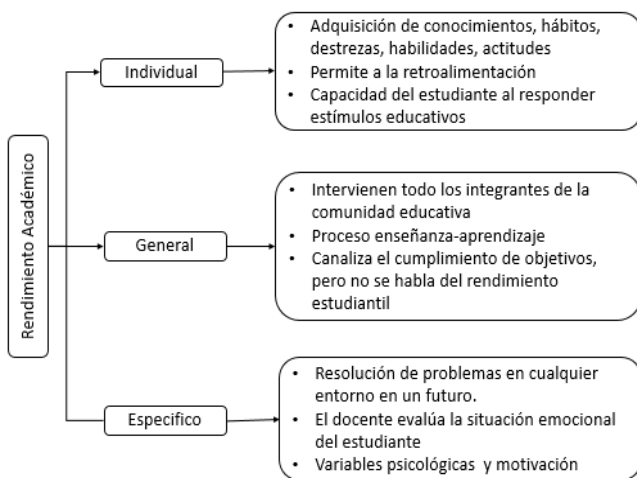 Rendimiento Académico
Individual
• Adquisición de conocimientos, hábitos,
destrezas, habilidades, actitudes
• Permite a la retroalimentación
• Capacidad del estudiante al responder
estímulos educativos
General
• Intervienen todo los integrantes de la
comunidad educativa
• Proceso enseñanza-aprendizaje
• Canaliza el cumplimiento de objetivos,
pero no se habla del rendimiento
estudiantil
Especifico
• Resolución de problemas en cualquier
entorno en un futuro.
• El docente evalúa la situación emocional
del estudiante
• Variables psicológicas y motivación